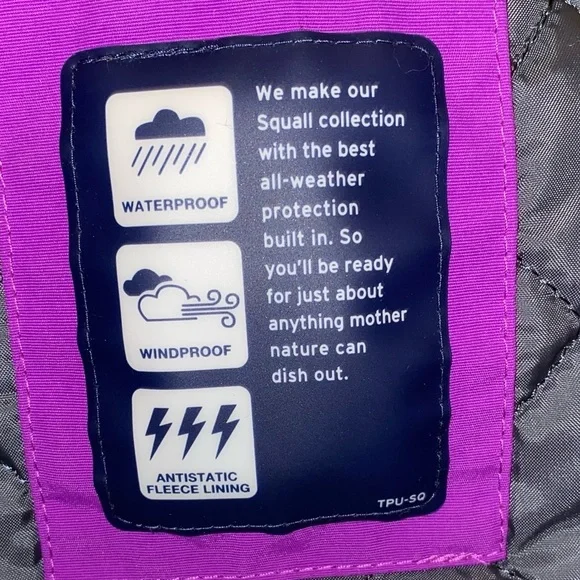 WATERPROOF
WINDPROOF
ANTISTATIC
FLEECE LINING
We make our
Squall collection
with the best
all-weather
protection
built in. So
you'll be ready
for just about
anything mother
nature can
dish out.
TPU-SQ